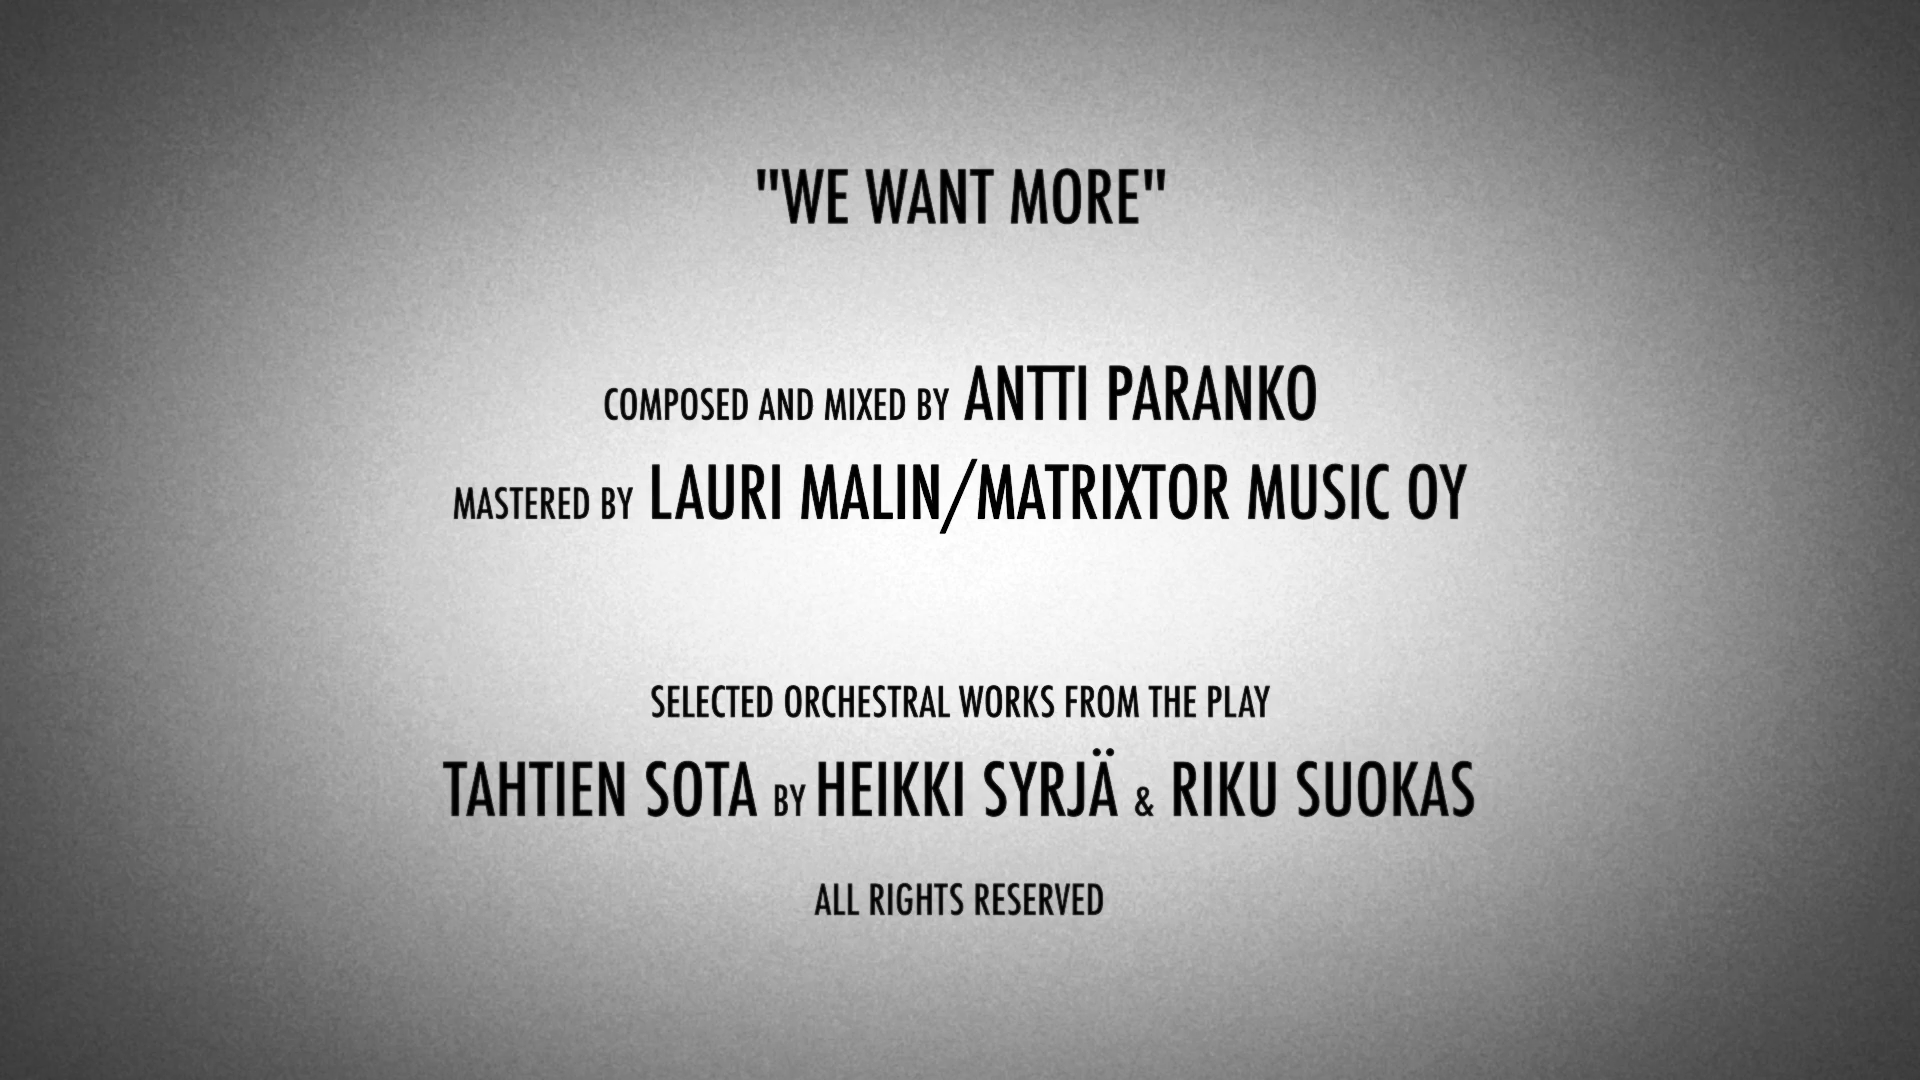 "WE WANT MORE"
COMPOSED AND MIXED BY ANTTI PARANKO
MASTERED BY LAURI MALIN/MATRIXTOR MUSIC OY
SELECTED ORCHESTRAL WORKS FROM THE PLAY
TAHTIEN SOTA BY HEIKKI SYRJÄ & RIKU SUOKAS
ALL RIGHTS RESERVED